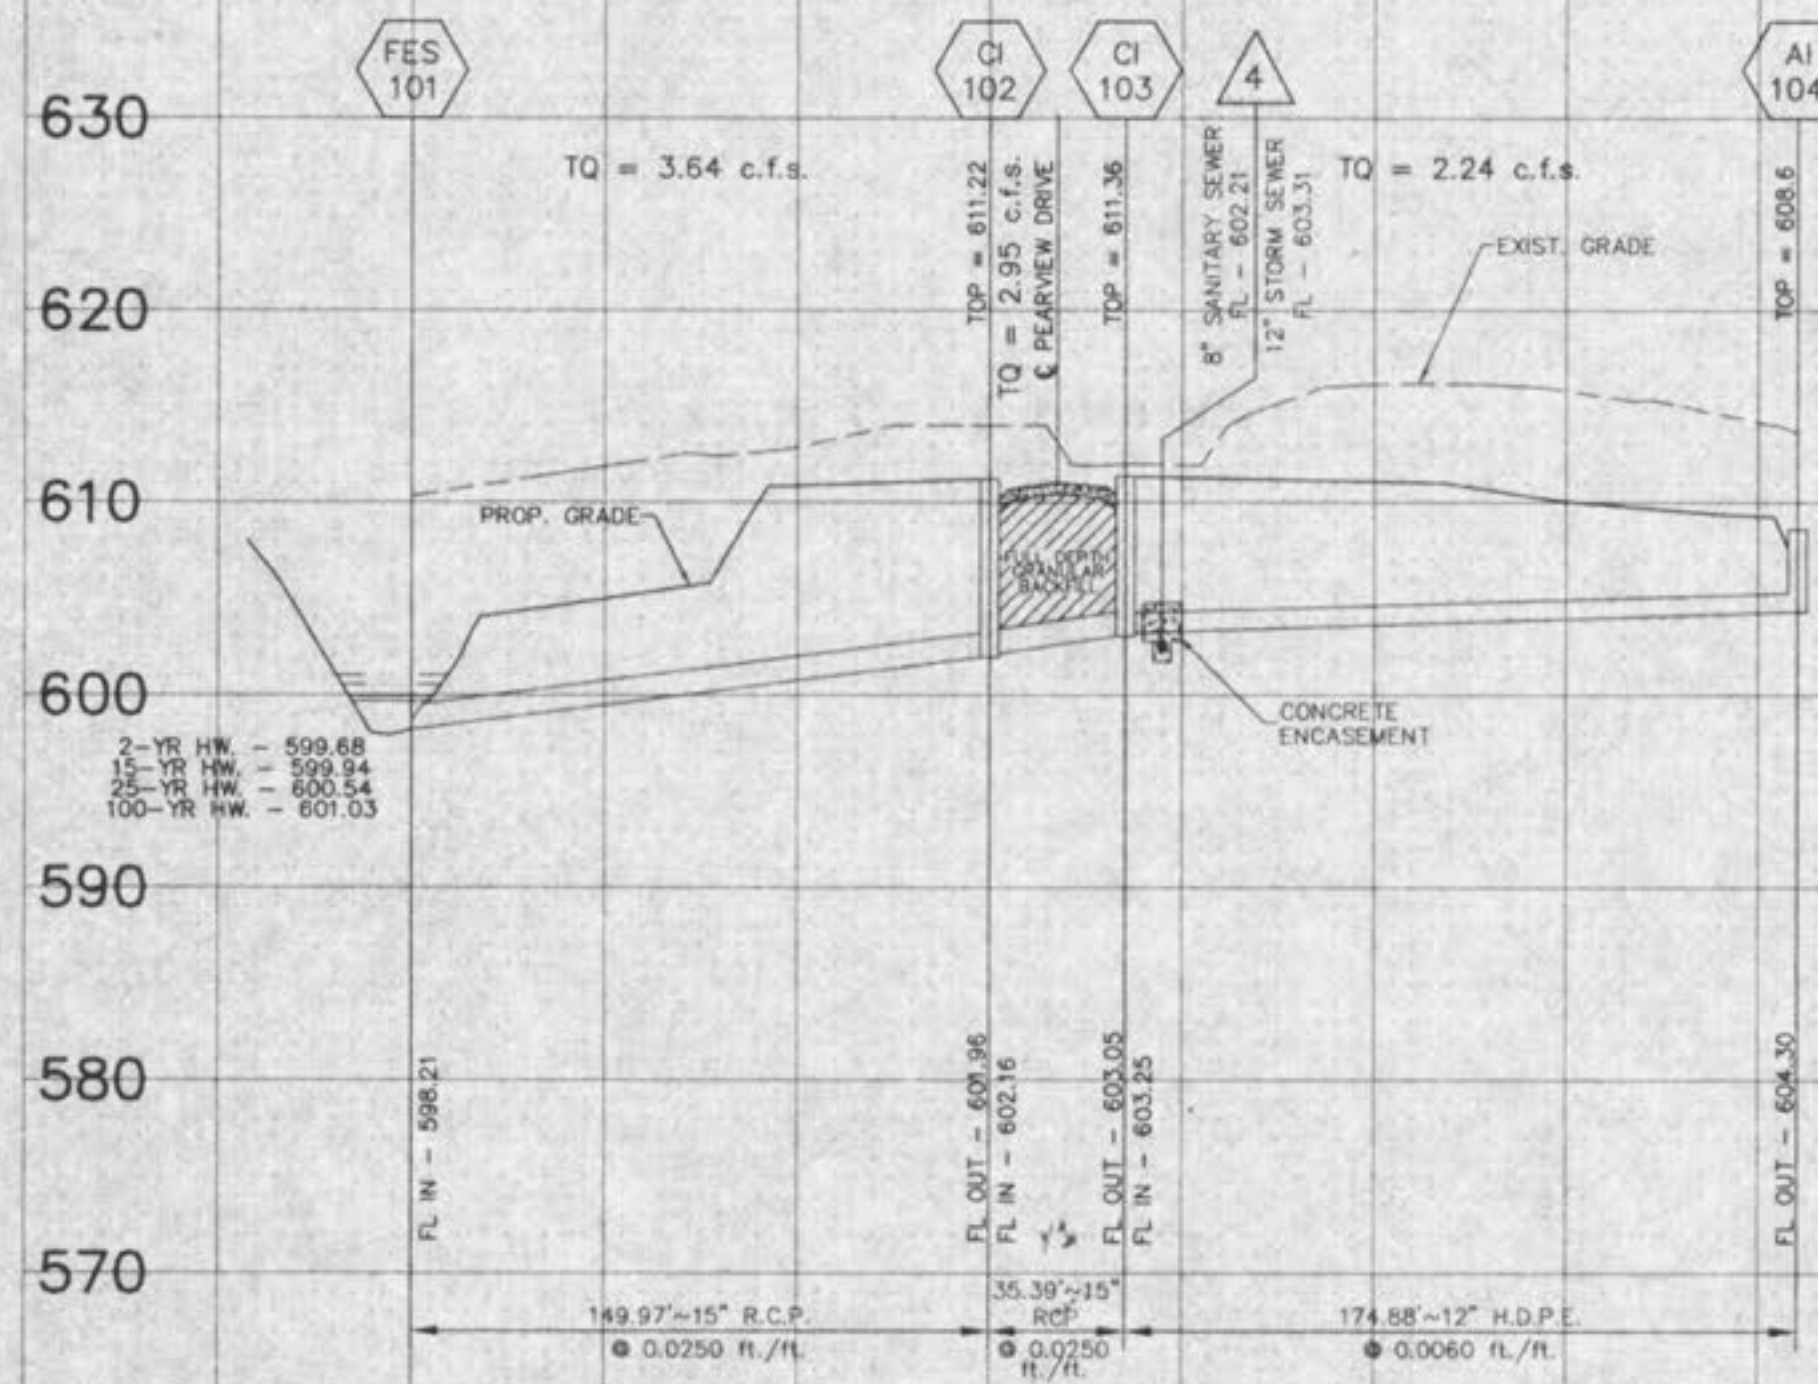 FES
101
CI
102
CI
103
4
AI
104
630
620
610
600
590
580
570
TQ = 3.64 c.f.s.
TOP = 611.22
TQ = 2.95 c.f.s.
℄ PEARVIEW DRIVE
TOP = 611.36
8" SANITARY SEWER
FL - 602.21
12" STORM SEWER
FL - 603.31
TQ = 2.24 c.f.s.
TOP = 608.6
EXIST. GRADE
PROP. GRADE
FULL DEPTH
GRANULAR
BACKFILL
CONCRETE
ENCASEMENT
2-YR HW. - 599.68
15-YR HW. - 599.94
25-YR HW. - 600.54
100-YR HW. - 601.03
FL IN - 598.21
FL OUT - 601.96
FL IN - 602.16
FL OUT - 603.05
FL IN - 603.25
FL OUT - 604.30
149.97'~15" R.C.P.
@ 0.0250 ft./ft.
35.39'~15"
RCP
@ 0.0250
ft./ft.
174.88'~12" H.D.P.E.
@ 0.0060 ft./ft.